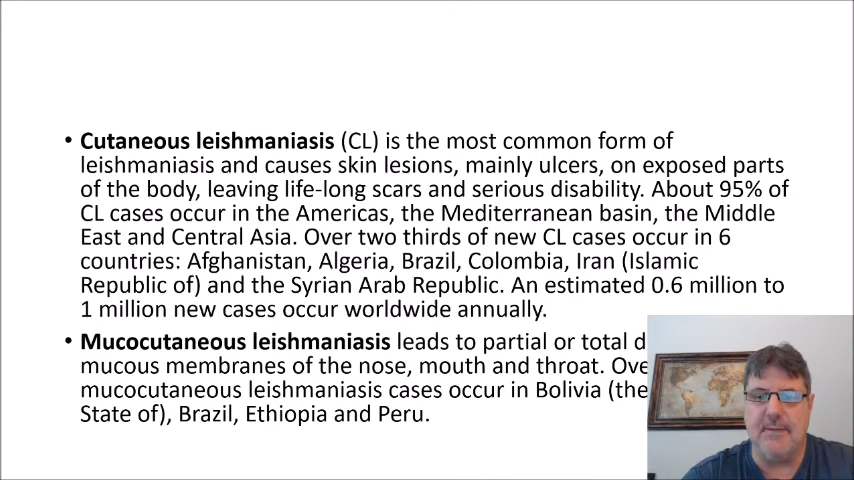 • Cutaneous leishmaniasis (CL) is the most common form of
leishmaniasis and causes skin lesions, mainly ulcers, on exposed parts
of the body, leaving life-long scars and serious disability. About 95% of
CL cases occur in the Americas, the Mediterranean basin, the Middle
East and Central Asia. Over two thirds of new CL cases occur in 6
countries: Afghanistan, Algeria, Brazil, Colombia, Iran (Islamic
Republic of) and the Syrian Arab Republic. An estimated 0.6 million to
1 million new cases occur worldwide annually.
• Mucocutaneous leishmaniasis leads to partial or total
mucous membranes of the nose, mouth and throat.
mucocutaneous leishmaniasis cases occur in Bolivia (the
State of), Brazil, Ethiopia and Peru.